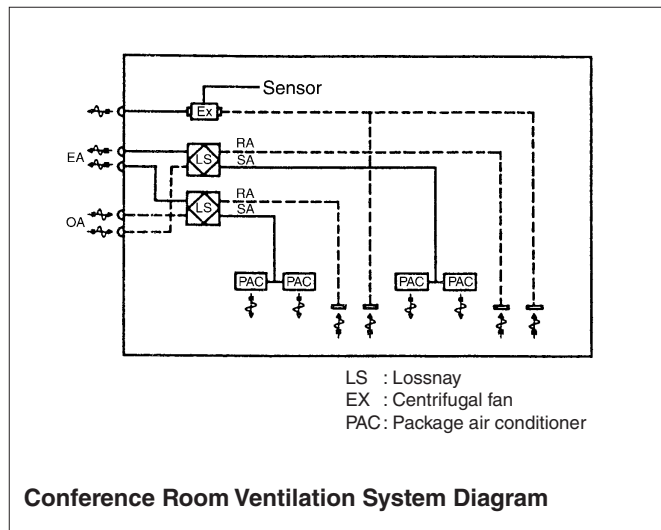 Sensor
Ex
EA
RA
LS
SA
RA
LS
SA
OA
PAC PAC PAC PAC
LS : Lossnay
EX : Centrifugal fan
PAC: Package air conditioner
Conference Room Ventilation System Diagram